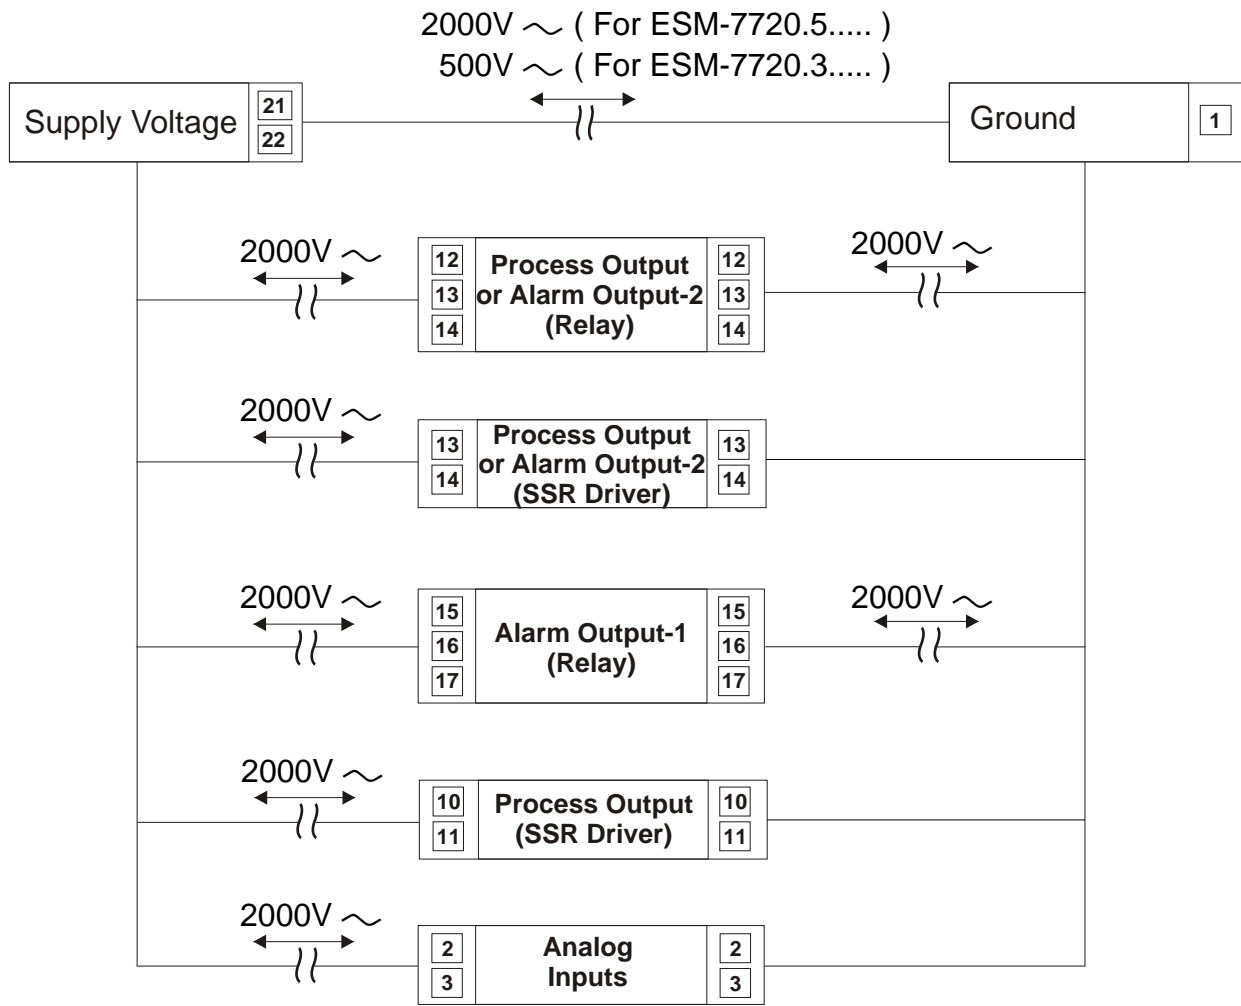 2000V ～ ( For ESM-7720.5..... )
500V ～ ( For ESM-7720.3..... )
Supply Voltage
21
22
Ground
1
2000V ～
12
13
14
Process Output
or Alarm Output-2
(Relay)
12
13
14
2000V ～
2000V ～
13
14
Process Output
or Alarm Output-2
(SSR Driver)
13
14
2000V ～
15
16
17
Alarm Output-1
(Relay)
15
16
17
2000V ～
2000V ～
10
11
Process Output
(SSR Driver)
10
11
2000V ～
2
3
Analog
Inputs
2
3